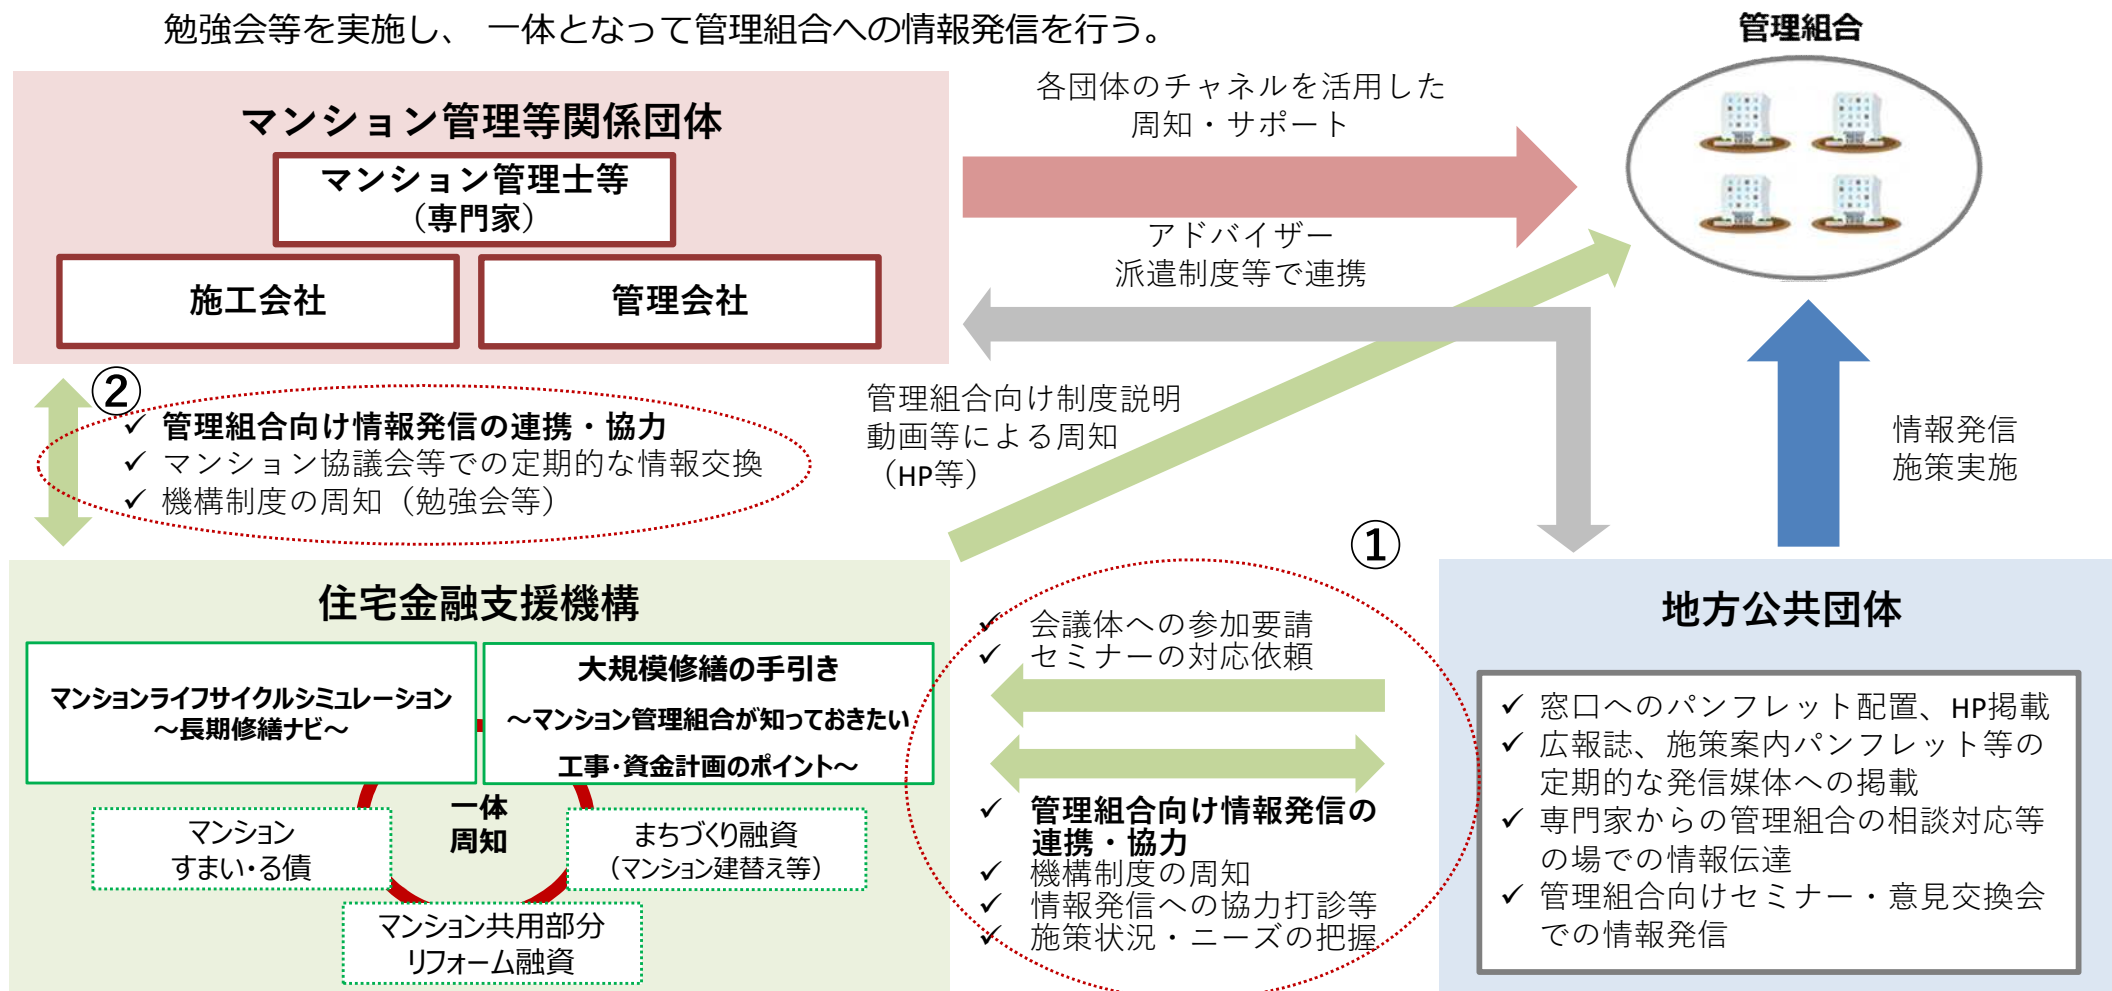 勉強会等を実施し、 一体となって管理組合への情報発信を行う。
管理組合
マンション管理等関係団体
マンション管理士等
（専門家）
施工会社
管理会社
各団体のチャネルを活用した
周知・サポート
アドバイザー
派遣制度等で連携
②
✓ 管理組合向け情報発信の連携・協力
✓ マンション協議会等での定期的な情報交換
✓ 機構制度の周知（勉強会等）
管理組合向け制度説明
動画等による周知
（HP等）
情報発信
施策実施
住宅金融支援機構
マンションライフサイクルシミュレーション
～長期修繕ナビ～
大規模修繕の手引き
～マンション管理組合が知っておきたい
工事・資金計画のポイント～
一体
周知
マンション
すまい・る債
まちづくり融資
（マンション建替え等）
マンション共用部分
リフォーム融資
①
✓ 会議体への参加要請
✓ セミナーの対応依頼
✓ 管理組合向け情報発信の
連携・協力
✓ 機構制度の周知
✓ 情報発信への協力打診等
✓ 施策状況・ニーズの把握
地方公共団体
✓ 窓口へのパンフレット配置、HP掲載
✓ 広報誌、施策案内パンフレット等の
定期的な発信媒体への掲載
✓ 専門家からの管理組合の相談対応等
の場での情報伝達
✓ 管理組合向けセミナー・意見交換会
での情報発信